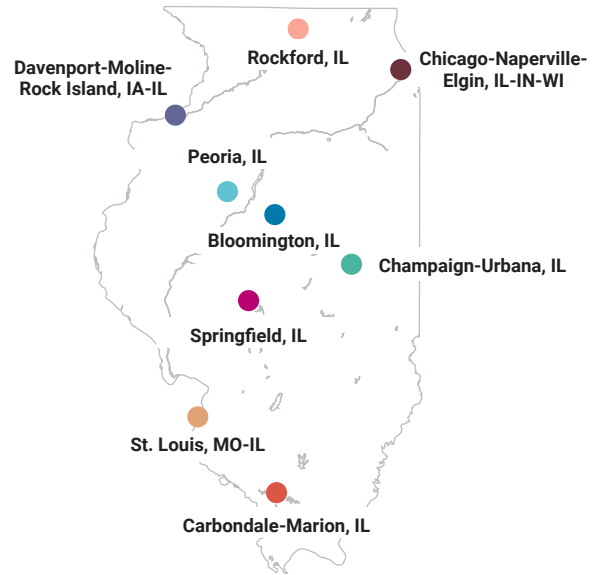 Rockford, IL
Chicago-Naperville-
Elgin, IL-IN-WI
Davenport-Moline-
Rock Island, IA-IL
Peoria, IL
Bloomington, IL
Champaign-Urbana, IL
Springfield, IL
St. Louis, MO-IL
Carbondale-Marion, IL